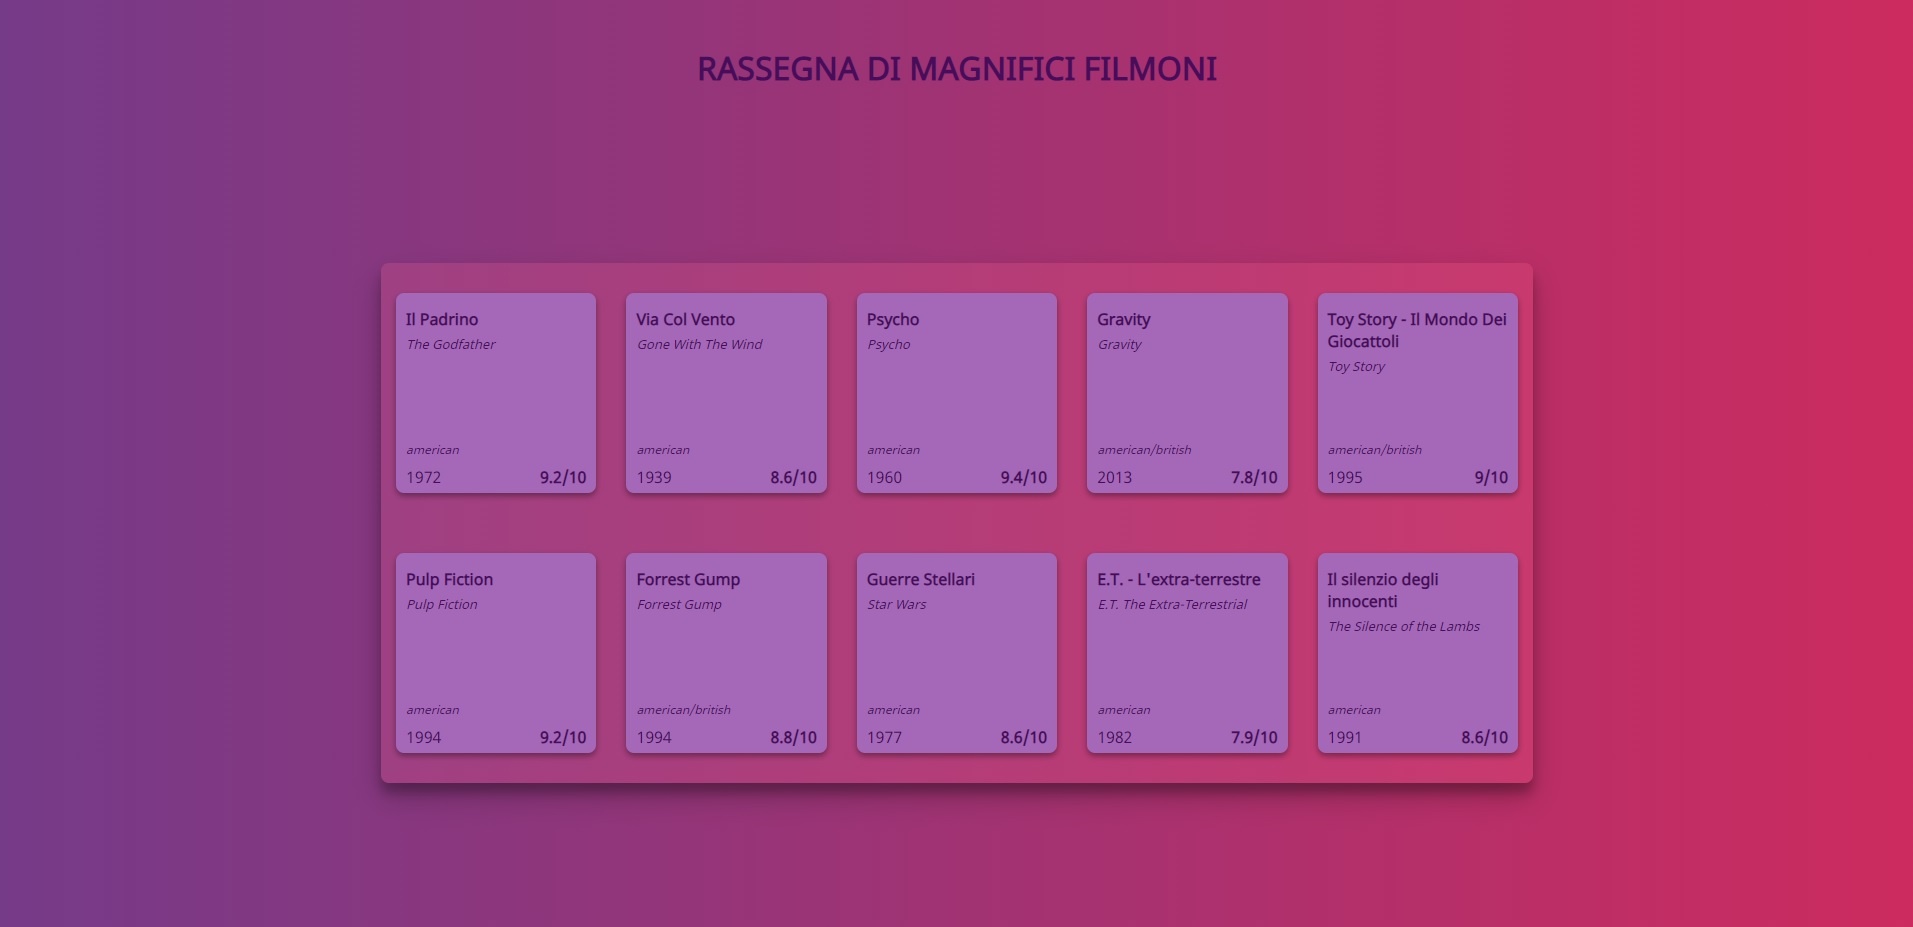 RASSEGNA DI MAGNIFICI FILMONI
Il Padrino
The Godfather
american
1972 9.2/10
Via Col Vento
Gone With The Wind
american
1939 8.6/10
Psycho
Psycho
american
1960 9.4/10
Gravity
Gravity
american/british
2013 7.8/10
Toy Story - Il Mondo Dei
Giocattoli
Toy Story
american/british
1995 9/10
Pulp Fiction
Pulp Fiction
american
1994 9.2/10
Forrest Gump
Forrest Gump
american/british
1994 8.8/10
Guerre Stellari
Star Wars
american
1977 8.6/10
E.T. - L'extra-terrestre
E.T. The Extra-Terrestrial
american
1982 7.9/10
Il silenzio degli
innocenti
The Silence of the Lambs
american
1991 8.6/10